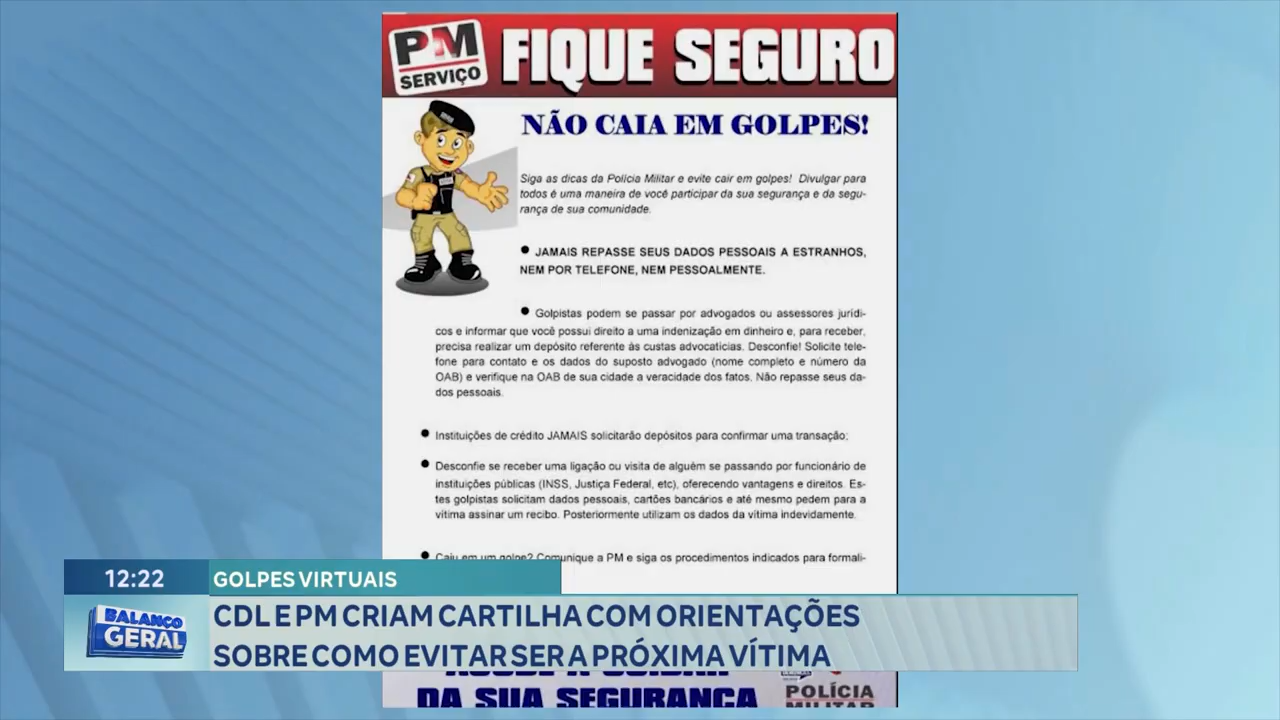 PM
SERVIÇO
FIQUE SEGURO
NÃO CAIA EM GOLPES!
Siga as dicas da Polícia Militar e evite cair em golpes! Divulgar para
todos é uma maneira de você participar da sua segurança e da segu-
rança de sua comunidade.
● JAMAIS REPASSE SEUS DADOS PESSOAIS A ESTRANHOS,
NEM POR TELEFONE, NEM PESSOALMENTE.
● Golpistas podem se passar por advogados ou assessores jurídi-
cos e informar que você possui direito a uma indenização em dinheiro e, para receber,
precisa realizar um depósito referente às custas advocatícias. Desconfie! Solicite tele-
fone para contato e os dados do suposto advogado (nome completo e número da
OAB) e verifique na OAB de sua cidade a veracidade dos fatos. Não repasse seus da-
dos pessoais.
● Instituições de crédito JAMAIS solicitarão depósitos para confirmar uma transação;
● Desconfie se receber uma ligação ou visita de alguém se passando por funcionário de
instituições públicas (INSS, Justiça Federal, etc), oferecendo vantagens e direitos. Es-
tes golpistas solicitam dados pessoais, cartões bancários e até mesmo pedem para a
vítima assinar um recibo. Posteriormente utilizam os dados da vítima indevidamente.
● Caiu em um golpe? Comunique a PM e siga os procedimentos indicados para formali-
12:22
GOLPES VIRTUAIS
BALANÇO
GERAL
CDL E PM CRIAM CARTILHA COM ORIENTAÇÕES
SOBRE COMO EVITAR SER A PRÓXIMA VÍTIMA
DA SUA SEGURANÇA
POLÍCIA
MILITAR